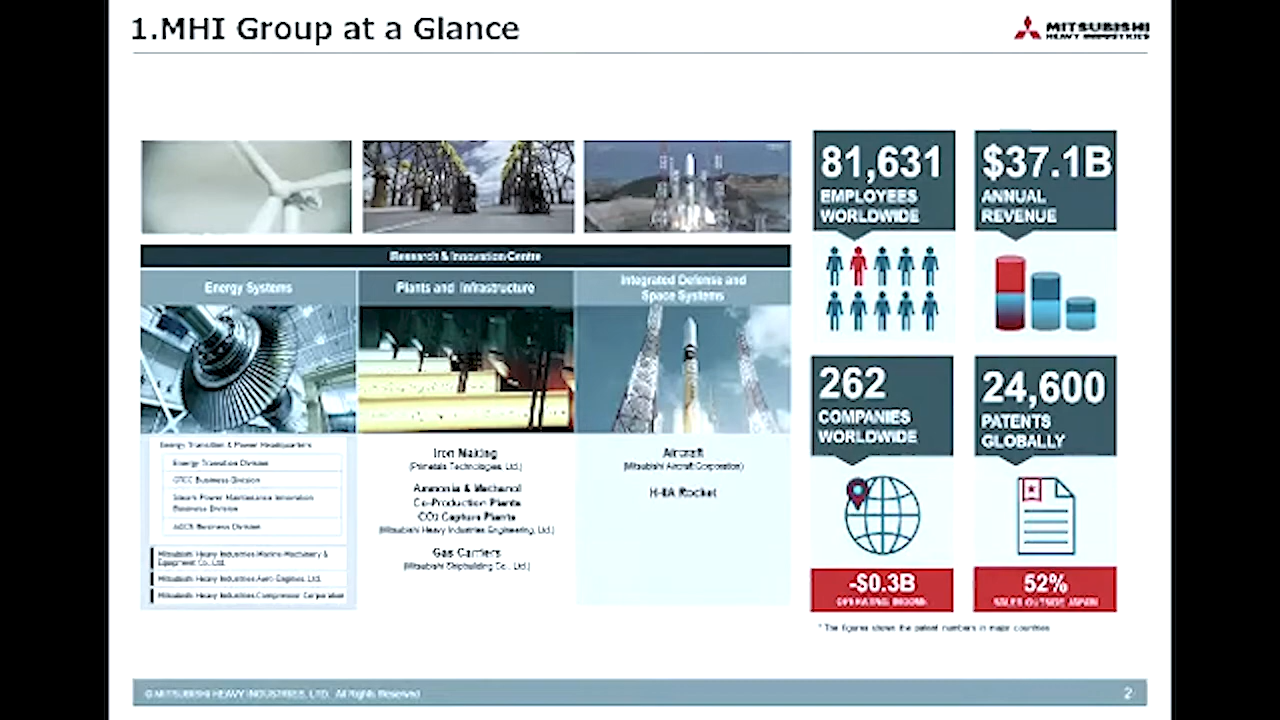 1.MHI Group at a Glance
MITSUBISHI
HEAVY INDUSTRIES
Research & Innovation Centre
Energy Systems
Plants and Infrastructure
Integrated Defense and
Space Systems
Energy Transition & Power Headquarters
Energy Transition Division
GTCC Business Division
Steam Power Maintenance Innovation
Business Division
AQCS Business Division
Mitsubishi Heavy Industries Marine Machinery &
Equipment Co., Ltd.
Mitsubishi Heavy Industries Aero Engines, Ltd.
Mitsubishi Heavy Industries Compressor Corporation
Iron Making
(Primetals Technologies, Ltd.)
Ammonia & Methanol
Co-Production Plants
CO2 Capture Plants
(Mitsubishi Heavy Industries Engineering, Ltd.)
Gas Carriers
(Mitsubishi Shipbuilding Co., Ltd.)
Aircraft
(Mitsubishi Aircraft Corporation)
H-IIA Rocket
81,631
EMPLOYEES
WORLDWIDE
$37.1B
ANNUAL
REVENUE
262
COMPANIES
WORLDWIDE
24,600
PATENTS
GLOBALLY
-$0.3B
OPERATING INCOME
52%
SALES OUTSIDE JAPAN
* The figures shows the patent numbers in major countries
© MITSUBISHI HEAVY INDUSTRIES, LTD. All Rights Reserved
2